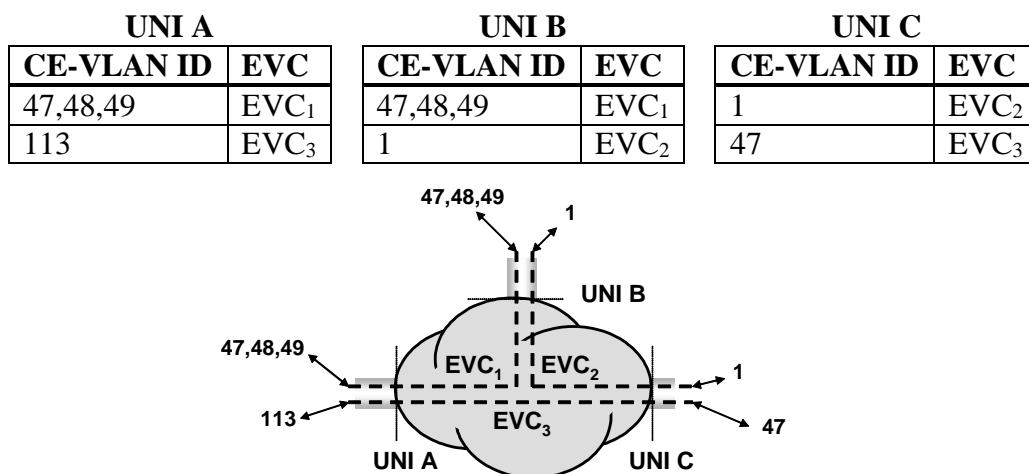 UNI A UNI B UNI C
CE-VLAN ID EVC CE-VLAN ID EVC CE-VLAN ID EVC
47,48,49 EVC₁ 47,48,49 EVC₁ 1 EVC₂
113 EVC₃ 1 EVC₂ 47 EVC₃
47,48,49 1
UNI B
47,48,49 EVC₁ EVC₂ 1
113 EVC₃ 47
UNI A UNI C